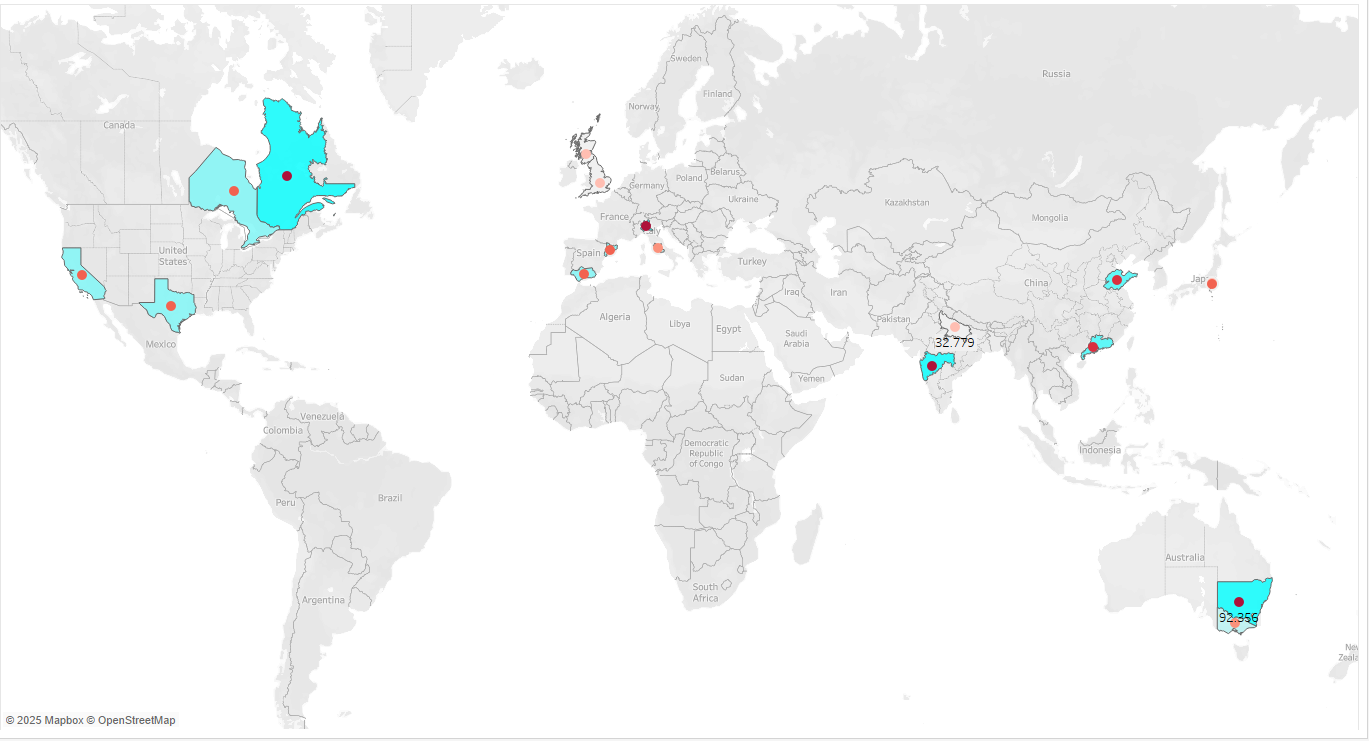 Sweden
Russia
Finland
Norway
Canada
Poland
Belarus
Germany
Ukraine
Kazakhstan
France
Mongolia
United
States
Spain
Turkey
China
Iraq
Iran
Algeria
Libya
Egypt
Pakistan
Saudi
Arabia
Mexico
32.779
Sudan
Yemen
Venezuela
Colombia
Democratic
Republic
of Congo
Indonesia
Peru
Brazil
Australia
South
Africa
Argentina
92.356
© 2025 Mapbox © OpenStreetMap